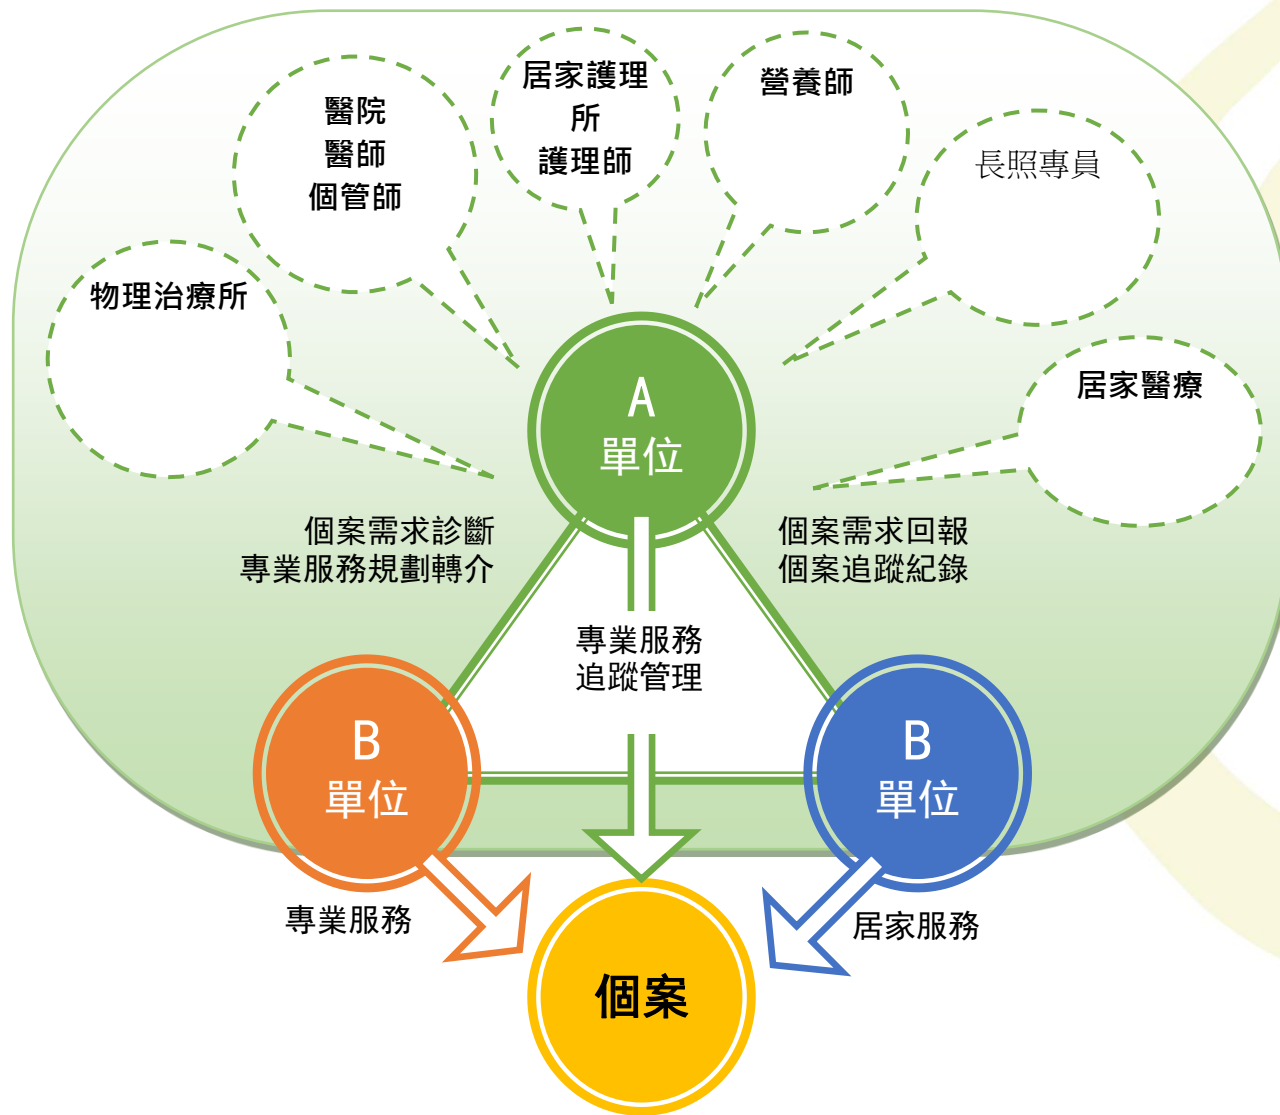 居家護理
所
護理師
營養師
醫院
醫師
個管師
長照專員
物理治療所
居家醫療
A
單位
個案需求診斷
專業服務規劃轉介
個案需求回報
個案追蹤紀錄
專業服務
追蹤管理
B
單位
B
單位
專業服務
居家服務
個案